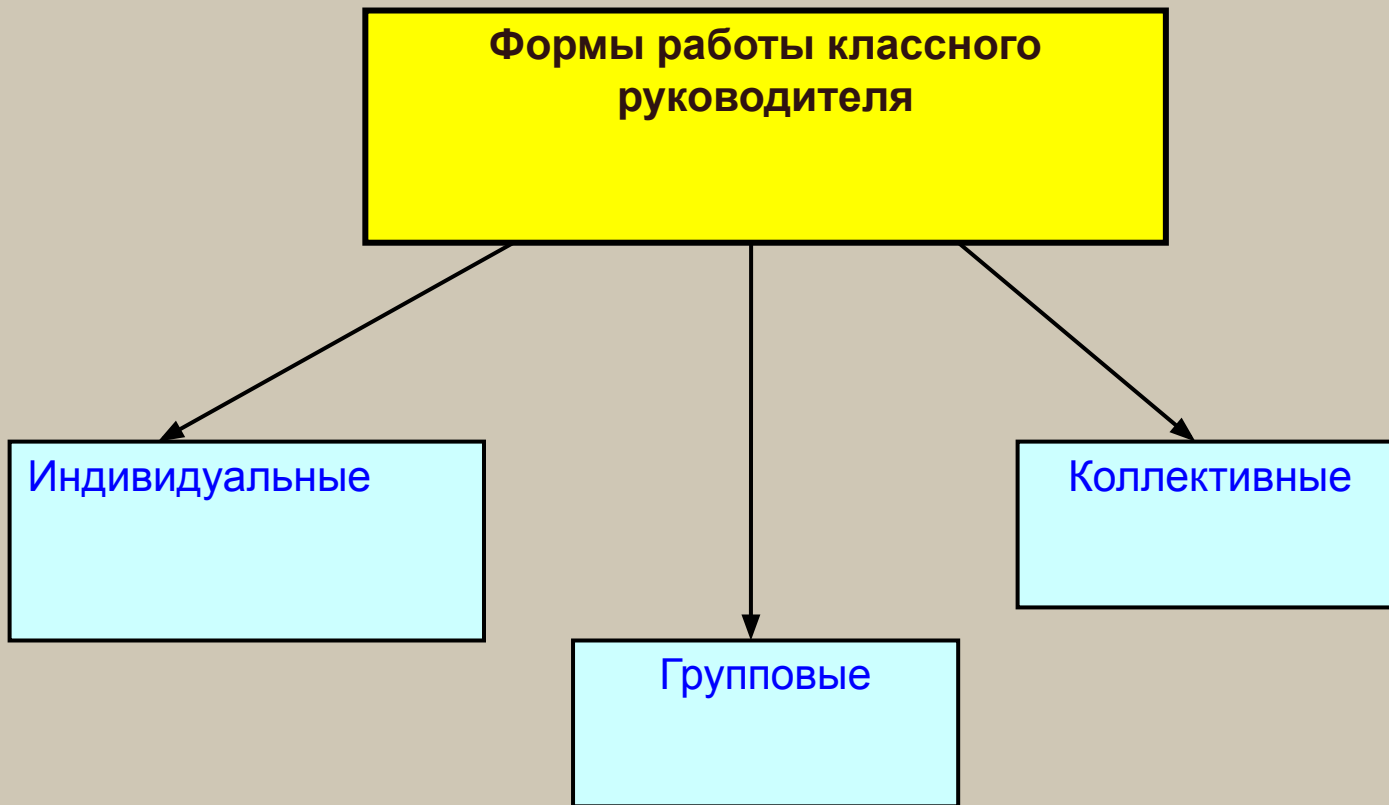 Формы работы классного
руководителя
Индивидуальные
Коллективные
Групповые